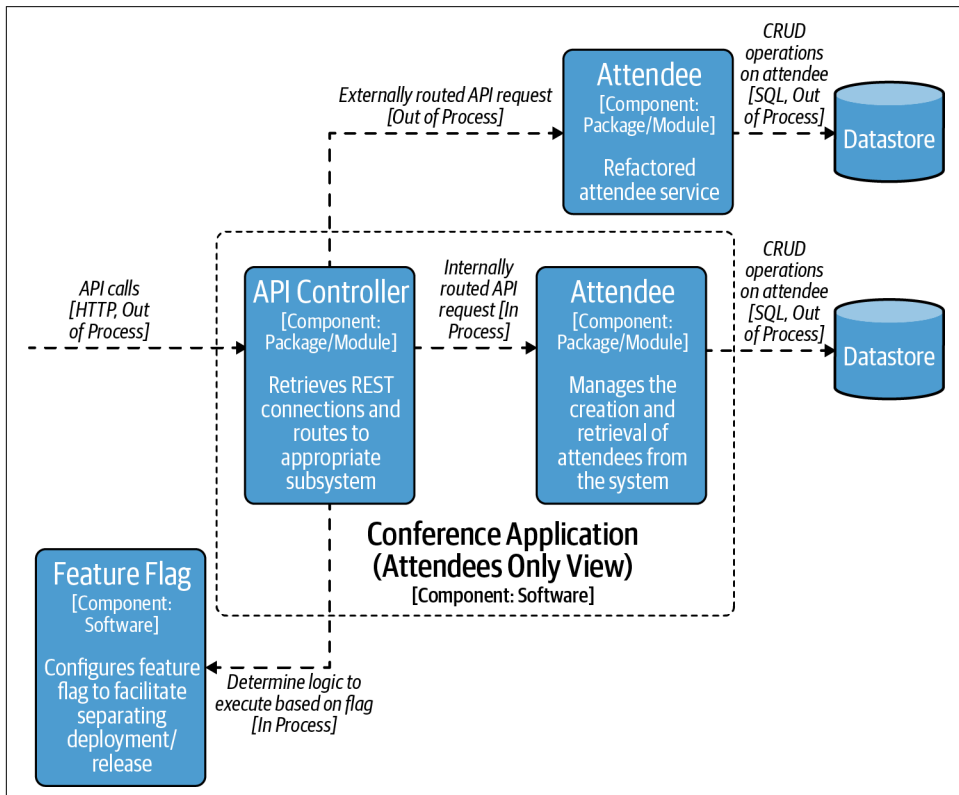 CRUD
operations
on attendee
[SQL, Out
of Process]
Attendee
[Component:
Package/Module]
Refactored
attendee service
Externally routed API request
[Out of Process]
Datastore
API calls
[HTTP, Out
of Process]
API Controller
[Component:
Package/Module]
Retrieves REST
connections and
routes to
appropriate
subsystem
Internally
routed API
request [In
Process]
Attendee
[Component:
Package/Module]
Manages the
creation and
retrieval of
attendees from
the system
CRUD
operations
on attendee
[SQL, Out
of Process]
Datastore
Conference Application
(Attendees Only View)
[Component: Software]
Feature Flag
[Component:
Software]
Configures feature
flag to facilitate
separating
deployment/
release
Determine logic to
execute based on flag
[In Process]